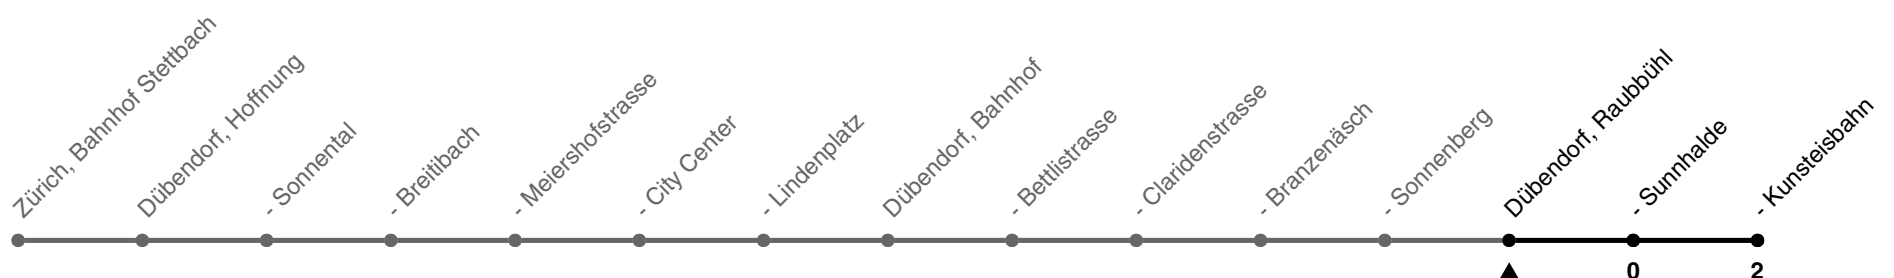 Zürich, Bahnhof Stettbach
Dübendorf, Hoffnung
- Sonnental
- Breitibach
- Meiershofstrasse
- City Center
- Lindenplatz
Dübendorf, Bahnhof
- Bettlistrasse
- Claridenstrasse
- Branzenäsch
- Sonnenberg
Dübendorf, Raubbühl
- Sunnhalde
- Kunsteisbahn
0
2